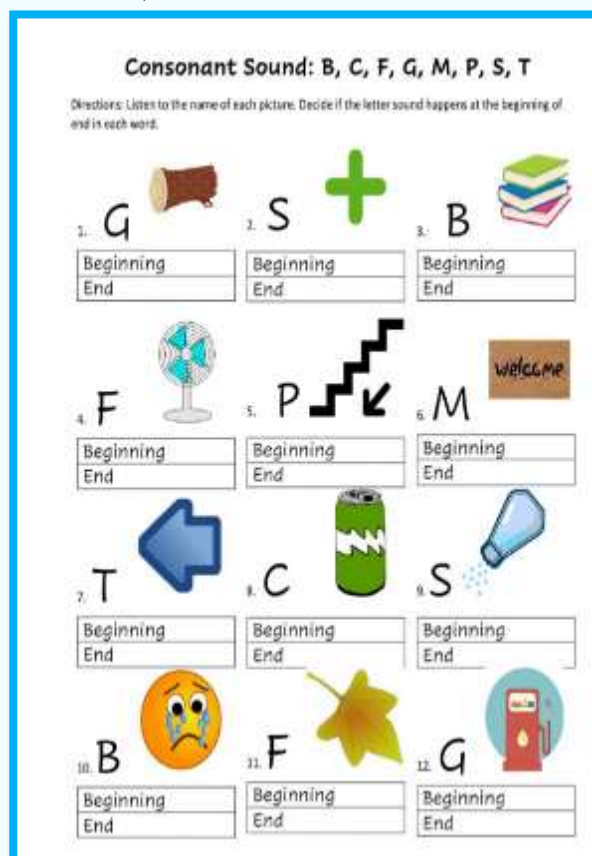 Consonant Sound: B, C, F, G, M, P, S, T
Directions: Listen to the name of each picture. Decide if the letter sound happens at the beginning of
end in each word.
1. G 2. S 3. B
Beginning Beginning Beginning
End End End
welcome
4. F 5. P 6. M
Beginning Beginning Beginning
End End End
7. T 8. C 9. S
Beginning Beginning Beginning
End End End
10. B 11. F 12. G
Beginning Beginning Beginning
End End End